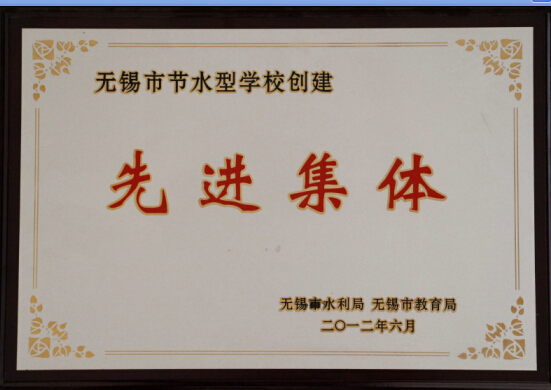 无锡市节水型学校创建
先进集体
无锡市水利局 无锡市教育局
二〇一二年六月